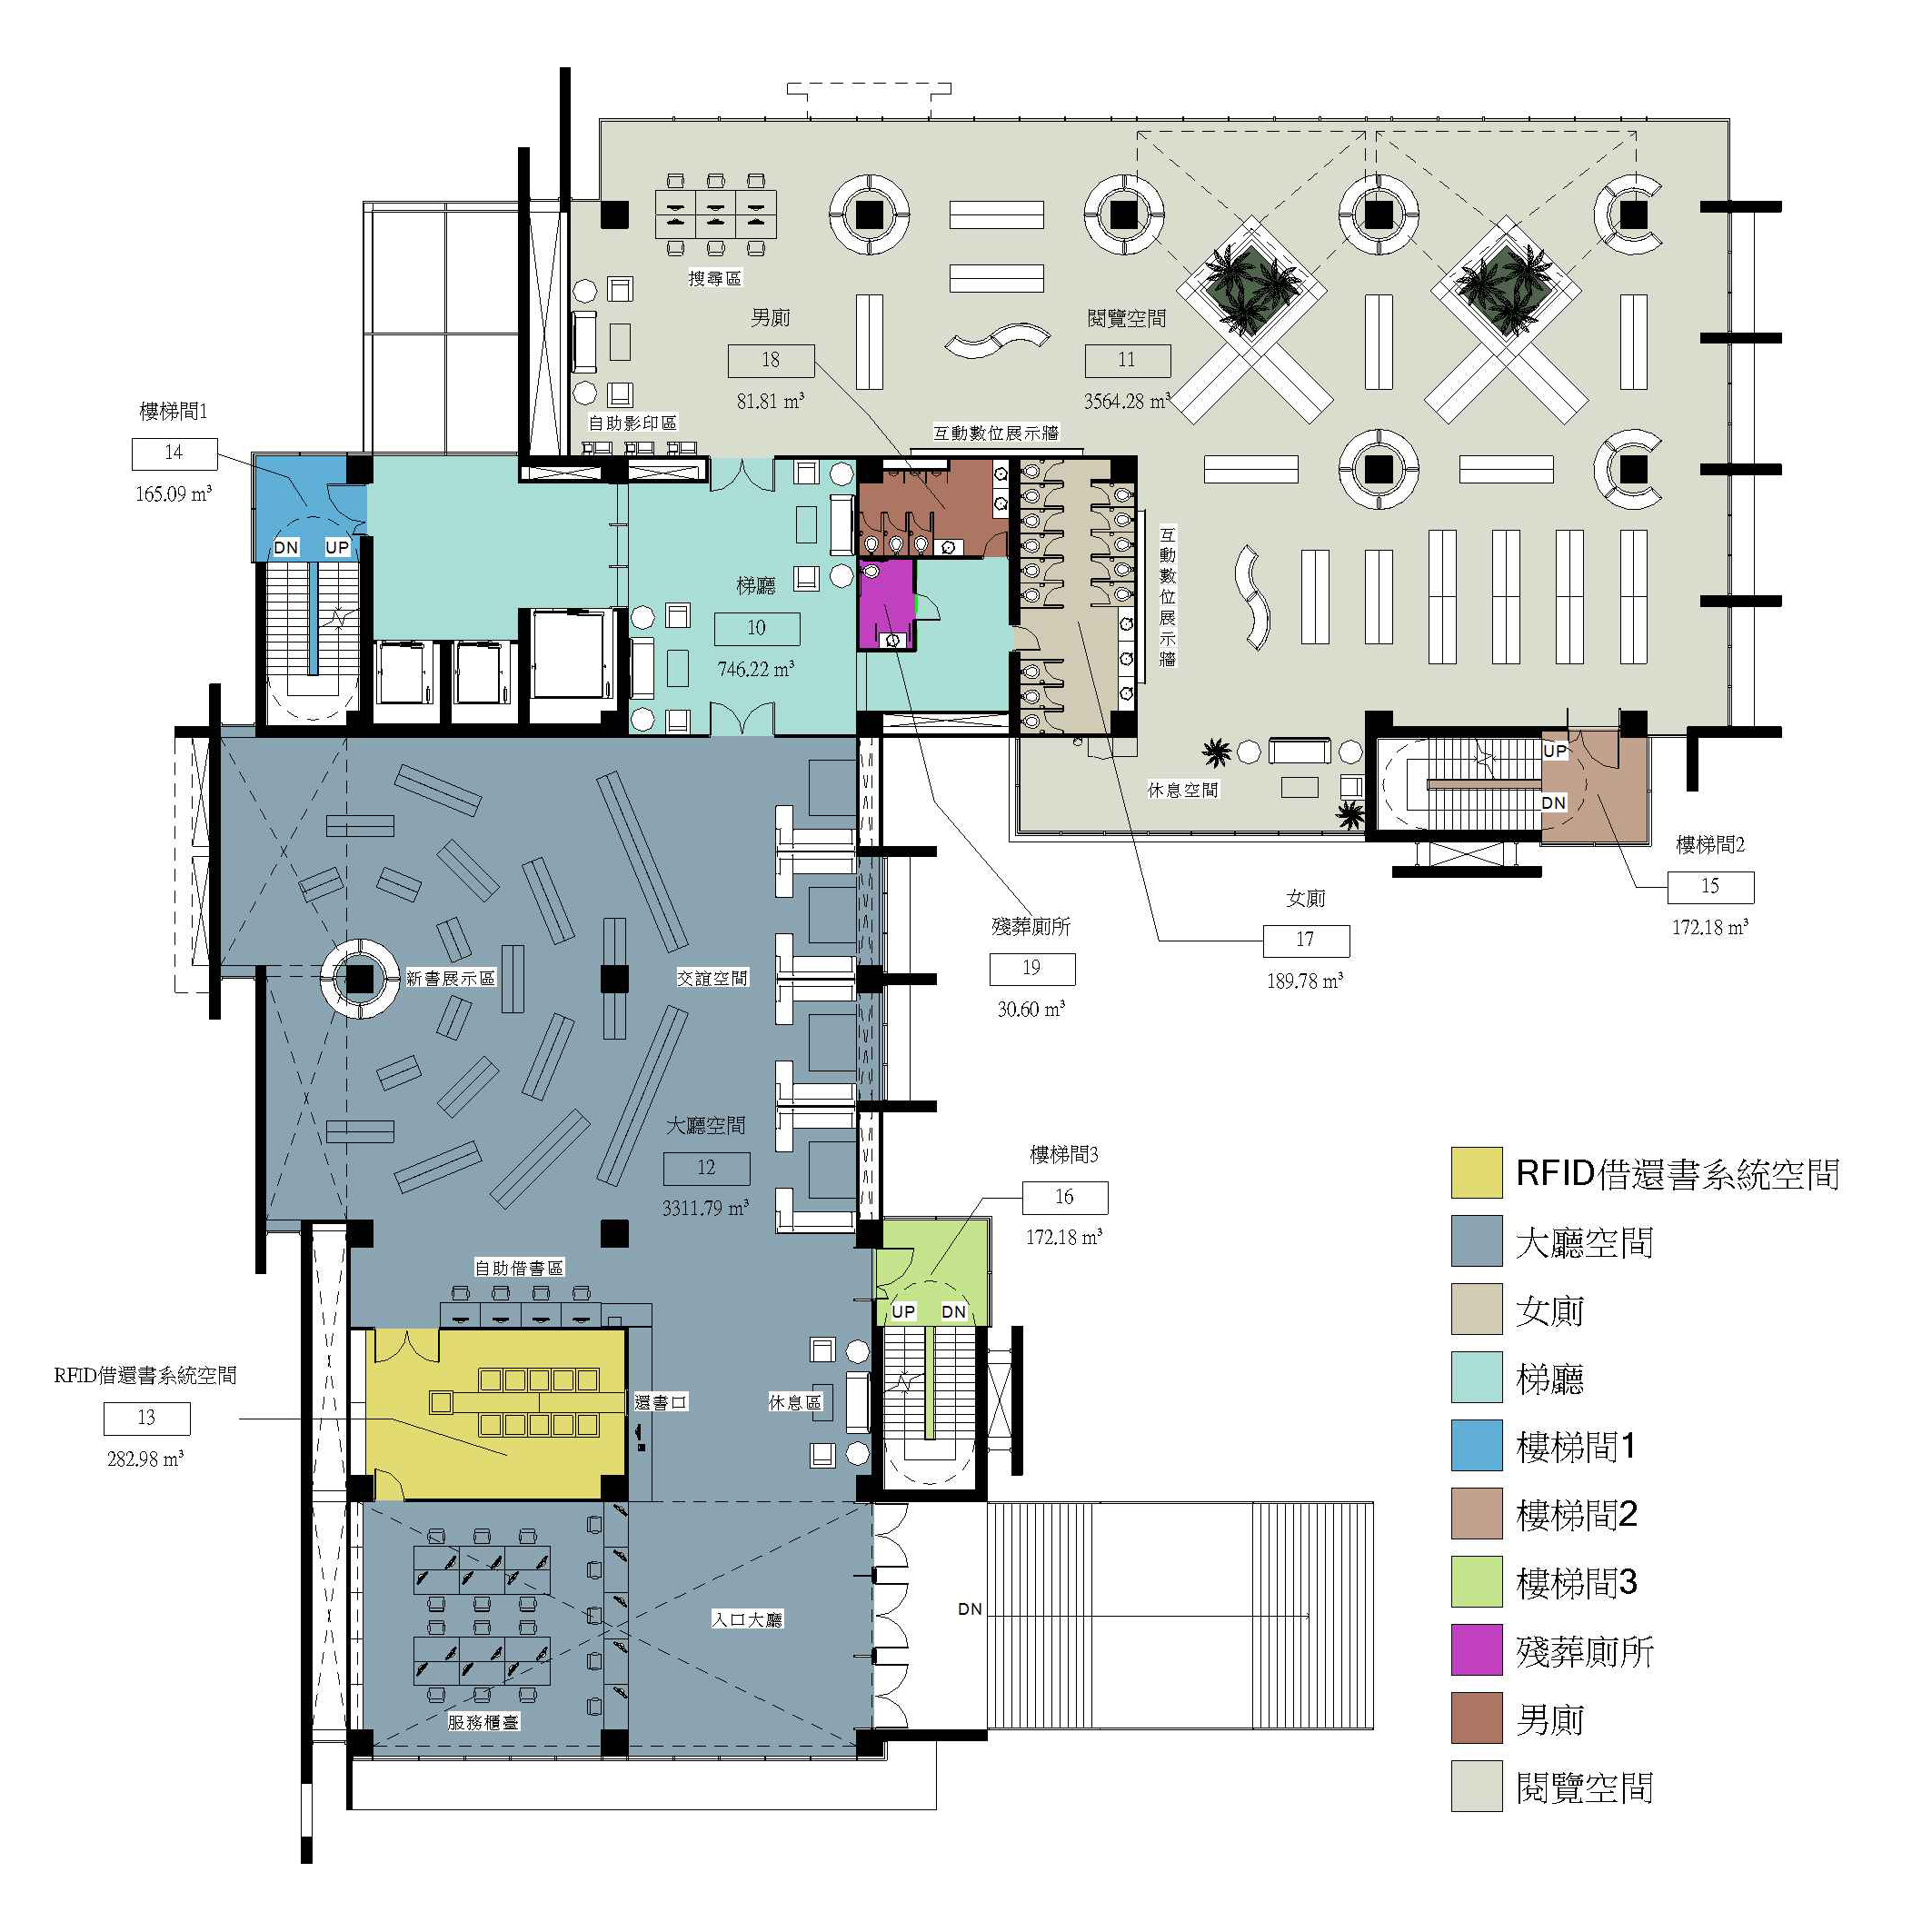 搜尋區
男廁
18
81.81 m³
閱覽空間
11
3564.28 m³
自助影印區
互動數位展示牆
樓梯間1
14
165.09 m³
DN
UP
梯廳
10
746.22 m³
互動數位展示牆
休息空間
UP
DN
樓梯間2
15
172.18 m³
女廁
17
189.78 m³
殘葬廁所
19
30.60 m³
新書展示區
交誼空間
大廳空間
12
3311.79 m³
樓梯間3
16
172.18 m³
自助借書區
UP
DN
RFID借還書系統空間
13
282.98 m³
還書口
休息區
入口大廳
DN
服務櫃臺
RFID借還書系統空間
大廳空間
女廁
梯廳
樓梯間1
樓梯間2
樓梯間3
殘葬廁所
男廁
閱覽空間